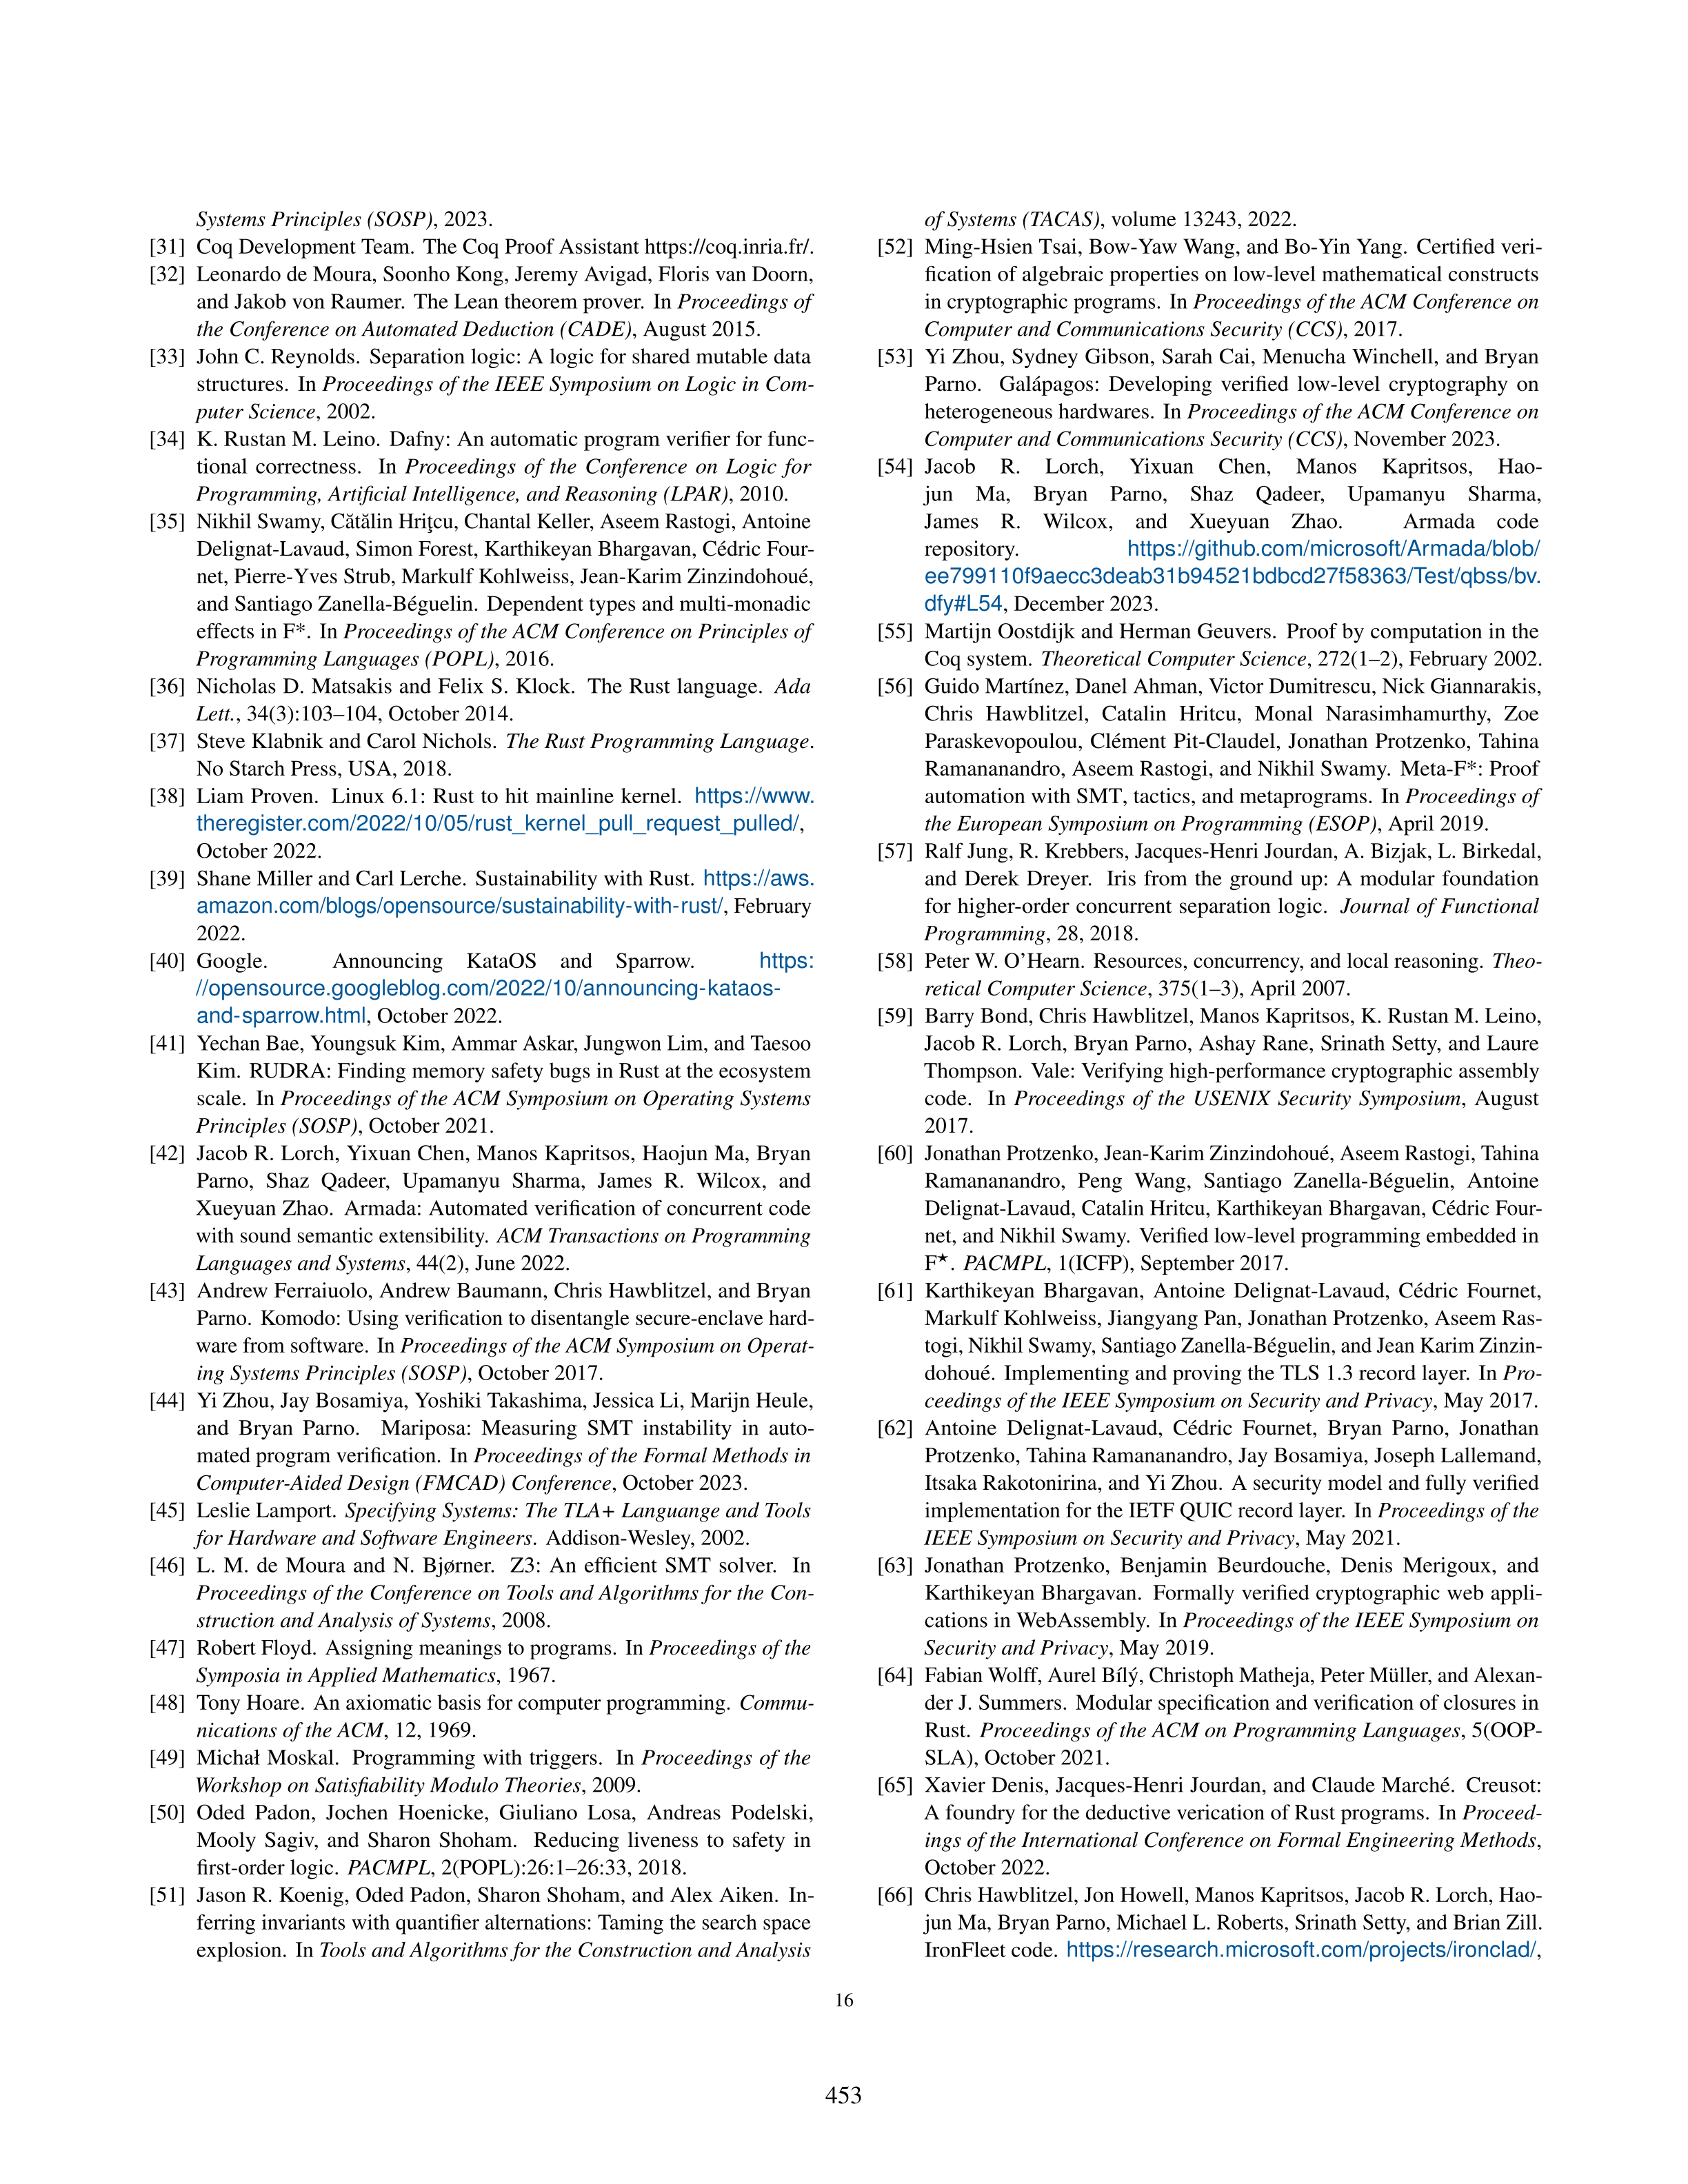 Systems Principles (SOSP), 2023.
[31] Coq Development Team. The Coq Proof Assistant https://coq.inria.fr/.
[32] Leonardo de Moura, Soonho Kong, Jeremy Avigad, Floris van Doorn,
and Jakob von Raumer. The Lean theorem prover. In Proceedings of
the Conference on Automated Deduction (CADE), August 2015.
[33] John C. Reynolds. Separation logic: A logic for shared mutable data
structures. In Proceedings of the IEEE Symposium on Logic in Com-
puter Science, 2002.
[34] K. Rustan M. Leino. Dafny: An automatic program verifier for func-
tional correctness. In Proceedings of the Conference on Logic for
Programming, Artificial Intelligence, and Reasoning (LPAR), 2010.
[35] Nikhil Swamy, Cătălin Hriţcu, Chantal Keller, Aseem Rastogi, Antoine
Delignat-Lavaud, Simon Forest, Karthikeyan Bhargavan, Cédric Four-
net, Pierre-Yves Strub, Markulf Kohlweiss, Jean-Karim Zinzindohoué,
and Santiago Zanella-Béguelin. Dependent types and multi-monadic
effects in F*. In Proceedings of the ACM Conference on Principles of
Programming Languages (POPL), 2016.
[36] Nicholas D. Matsakis and Felix S. Klock. The Rust language. Ada
Lett., 34(3):103–104, October 2014.
[37] Steve Klabnik and Carol Nichols. The Rust Programming Language.
No Starch Press, USA, 2018.
[38] Liam Proven. Linux 6.1: Rust to hit mainline kernel. https://www.
theregister.com/2022/10/05/rust_kernel_pull_request_pulled/,
October 2022.
[39] Shane Miller and Carl Lerche. Sustainability with Rust. https://aws.
amazon.com/blogs/opensource/sustainability-with-rust/, February
2022.
[40] Google. Announcing KataOS and Sparrow. https:
//opensource.googleblog.com/2022/10/announcing-kataos-
and-sparrow.html, October 2022.
[41] Yechan Bae, Youngsuk Kim, Ammar Askar, Jungwon Lim, and Taesoo
Kim. RUDRA: Finding memory safety bugs in Rust at the ecosystem
scale. In Proceedings of the ACM Symposium on Operating Systems
Principles (SOSP), October 2021.
[42] Jacob R. Lorch, Yixuan Chen, Manos Kapritsos, Haojun Ma, Bryan
Parno, Shaz Qadeer, Upamanyu Sharma, James R. Wilcox, and
Xueyuan Zhao. Armada: Automated verification of concurrent code
with sound semantic extensibility. ACM Transactions on Programming
Languages and Systems, 44(2), June 2022.
[43] Andrew Ferraiuolo, Andrew Baumann, Chris Hawblitzel, and Bryan
Parno. Komodo: Using verification to disentangle secure-enclave hard-
ware from software. In Proceedings of the ACM Symposium on Operat-
ing Systems Principles (SOSP), October 2017.
[44] Yi Zhou, Jay Bosamiya, Yoshiki Takashima, Jessica Li, Marijn Heule,
and Bryan Parno. Mariposa: Measuring SMT instability in auto-
mated program verification. In Proceedings of the Formal Methods in
Computer-Aided Design (FMCAD) Conference, October 2023.
[45] Leslie Lamport. Specifying Systems: The TLA+ Languange and Tools
for Hardware and Software Engineers. Addison-Wesley, 2002.
[46] L. M. de Moura and N. Bjørner. Z3: An efficient SMT solver. In
Proceedings of the Conference on Tools and Algorithms for the Con-
struction and Analysis of Systems, 2008.
[47] Robert Floyd. Assigning meanings to programs. In Proceedings of the
Symposia in Applied Mathematics, 1967.
[48] Tony Hoare. An axiomatic basis for computer programming. Commu-
nications of the ACM, 12, 1969.
[49] Michał Moskal. Programming with triggers. In Proceedings of the
Workshop on Satisfiability Modulo Theories, 2009.
[50] Oded Padon, Jochen Hoenicke, Giuliano Losa, Andreas Podelski,
Mooly Sagiv, and Sharon Shoham. Reducing liveness to safety in
first-order logic. PACMPL, 2(POPL):26:1–26:33, 2018.
[51] Jason R. Koenig, Oded Padon, Sharon Shoham, and Alex Aiken. In-
ferring invariants with quantifier alternations: Taming the search space
explosion. In Tools and Algorithms for the Construction and Analysis
of Systems (TACAS), volume 13243, 2022.
[52] Ming-Hsien Tsai, Bow-Yaw Wang, and Bo-Yin Yang. Certified veri-
fication of algebraic properties on low-level mathematical constructs
in cryptographic programs. In Proceedings of the ACM Conference on
Computer and Communications Security (CCS), 2017.
[53] Yi Zhou, Sydney Gibson, Sarah Cai, Menucha Winchell, and Bryan
Parno. Galápagos: Developing verified low-level cryptography on
heterogeneous hardwares. In Proceedings of the ACM Conference on
Computer and Communications Security (CCS), November 2023.
[54] Jacob R. Lorch, Yixuan Chen, Manos Kapritsos, Hao-
jun Ma, Bryan Parno, Shaz Qadeer, Upamanyu Sharma,
James R. Wilcox, and Xueyuan Zhao. Armada code
repository. https://github.com/microsoft/Armada/blob/
ee799110f9aecc3deab31b94521bdbcd27f58363/Test/qbss/bv.
dfy#L54, December 2023.
[55] Martijn Oostdijk and Herman Geuvers. Proof by computation in the
Coq system. Theoretical Computer Science, 272(1–2), February 2002.
[56] Guido Martínez, Danel Ahman, Victor Dumitrescu, Nick Giannarakis,
Chris Hawblitzel, Catalin Hritcu, Monal Narasimhamurthy, Zoe
Paraskevopoulou, Clément Pit-Claudel, Jonathan Protzenko, Tahina
Ramananandro, Aseem Rastogi, and Nikhil Swamy. Meta-F*: Proof
automation with SMT, tactics, and metaprograms. In Proceedings of
the European Symposium on Programming (ESOP), April 2019.
[57] Ralf Jung, R. Krebbers, Jacques-Henri Jourdan, A. Bizjak, L. Birkedal,
and Derek Dreyer. Iris from the ground up: A modular foundation
for higher-order concurrent separation logic. Journal of Functional
Programming, 28, 2018.
[58] Peter W. O'Hearn. Resources, concurrency, and local reasoning. Theo-
retical Computer Science, 375(1–3), April 2007.
[59] Barry Bond, Chris Hawblitzel, Manos Kapritsos, K. Rustan M. Leino,
Jacob R. Lorch, Bryan Parno, Ashay Rane, Srinath Setty, and Laure
Thompson. Vale: Verifying high-performance cryptographic assembly
code. In Proceedings of the USENIX Security Symposium, August
2017.
[60] Jonathan Protzenko, Jean-Karim Zinzindohoué, Aseem Rastogi, Tahina
Ramananandro, Peng Wang, Santiago Zanella-Béguelin, Antoine
Delignat-Lavaud, Catalin Hritcu, Karthikeyan Bhargavan, Cédric Four-
net, and Nikhil Swamy. Verified low-level programming embedded in
F★. PACMPL, 1(ICFP), September 2017.
[61] Karthikeyan Bhargavan, Antoine Delignat-Lavaud, Cédric Fournet,
Markulf Kohlweiss, Jiangyang Pan, Jonathan Protzenko, Aseem Ras-
togi, Nikhil Swamy, Santiago Zanella-Béguelin, and Jean Karim Zinzin-
dohoué. Implementing and proving the TLS 1.3 record layer. In Pro-
ceedings of the IEEE Symposium on Security and Privacy, May 2017.
[62] Antoine Delignat-Lavaud, Cédric Fournet, Bryan Parno, Jonathan
Protzenko, Tahina Ramananandro, Jay Bosamiya, Joseph Lallemand,
Itsaka Rakotonirina, and Yi Zhou. A security model and fully verified
implementation for the IETF QUIC record layer. In Proceedings of the
IEEE Symposium on Security and Privacy, May 2021.
[63] Jonathan Protzenko, Benjamin Beurdouche, Denis Merigoux, and
Karthikeyan Bhargavan. Formally verified cryptographic web appli-
cations in WebAssembly. In Proceedings of the IEEE Symposium on
Security and Privacy, May 2019.
[64] Fabian Wolff, Aurel Bílý, Christoph Matheja, Peter Müller, and Alexan-
der J. Summers. Modular specification and verification of closures in
Rust. Proceedings of the ACM on Programming Languages, 5(OOP-
SLA), October 2021.
[65] Xavier Denis, Jacques-Henri Jourdan, and Claude Marché. Creusot:
A foundry for the deductive verication of Rust programs. In Proceed-
ings of the International Conference on Formal Engineering Methods,
October 2022.
[66] Chris Hawblitzel, Jon Howell, Manos Kapritsos, Jacob R. Lorch, Hao-
jun Ma, Bryan Parno, Michael L. Roberts, Srinath Setty, and Brian Zill.
IronFleet code. https://research.microsoft.com/projects/ironclad/,
16
453